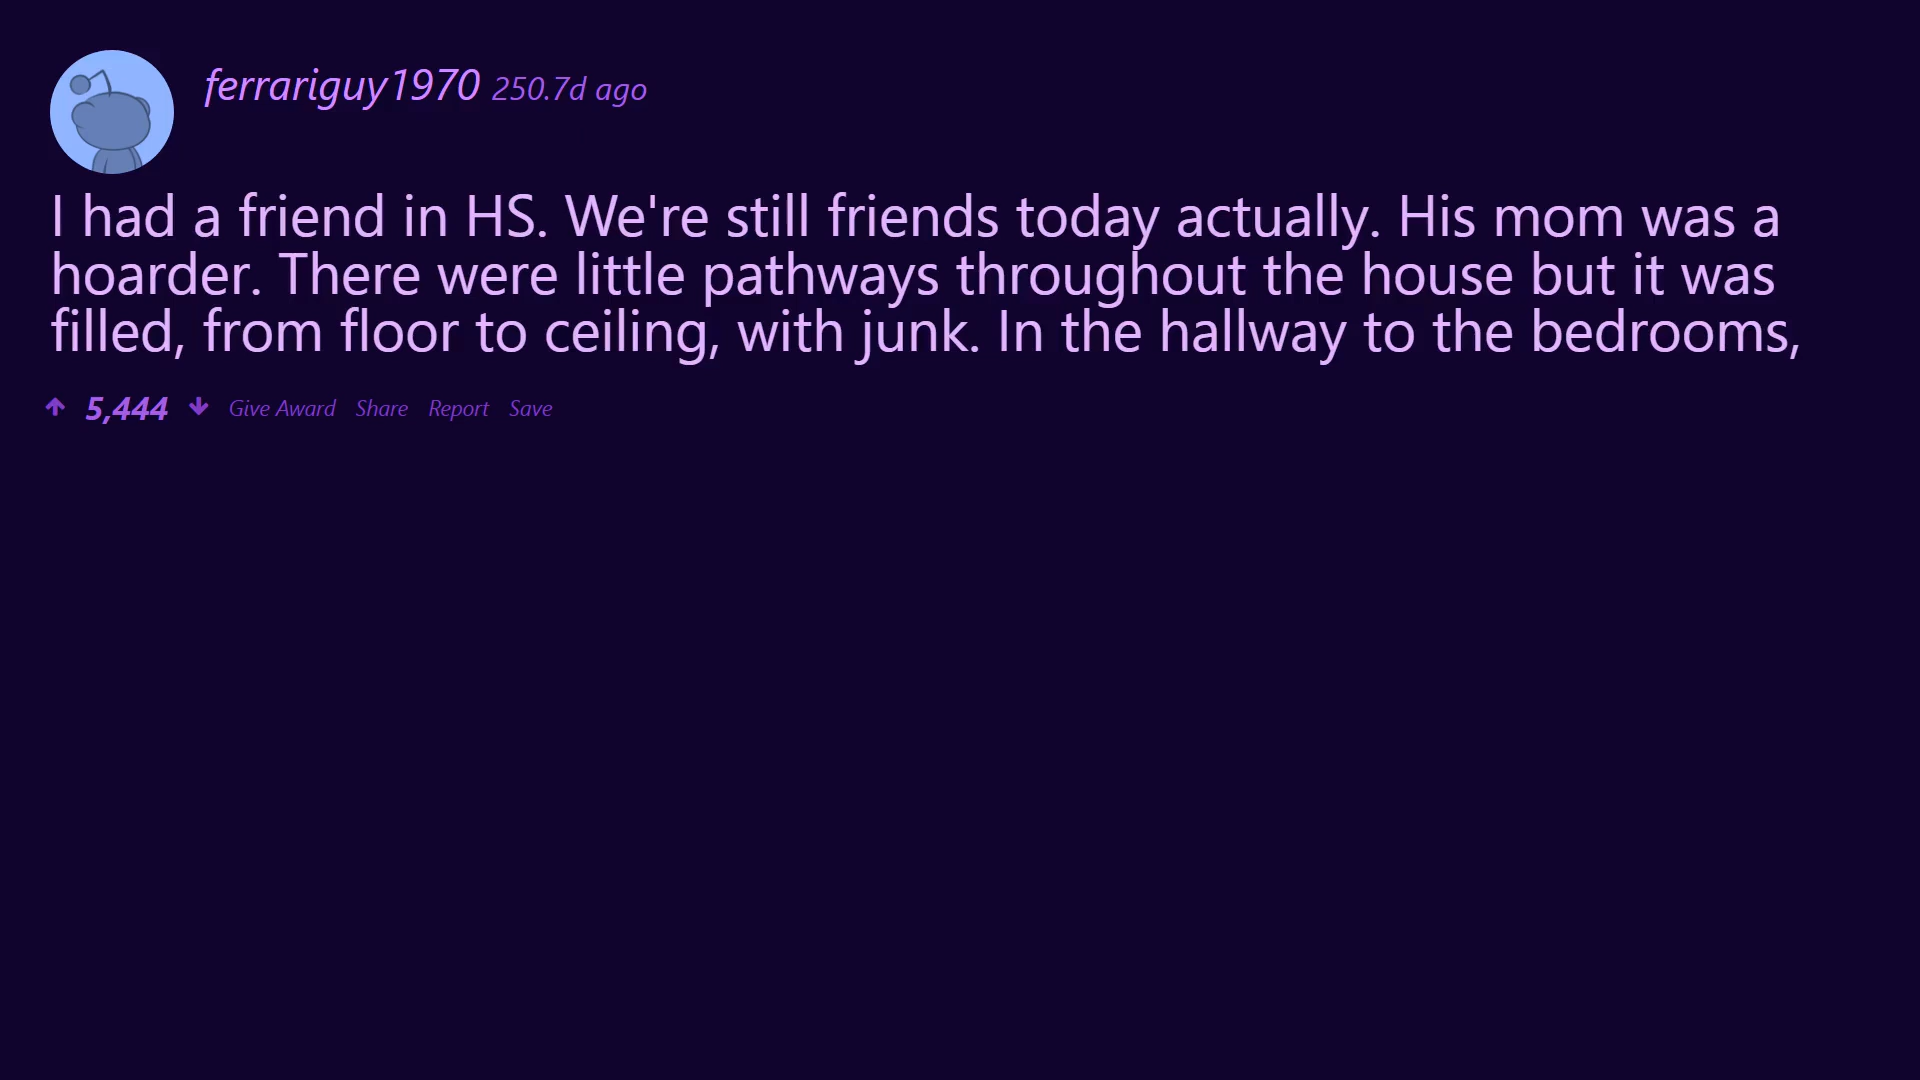 ferrariguy1970 250.7d ago
I had a friend in HS. We're still friends today actually. His mom was a
hoarder. There were little pathways throughout the house but it was
filled, from floor to ceiling, with junk. In the hallway to the bedrooms,
5,444 Give Award Share Report Save